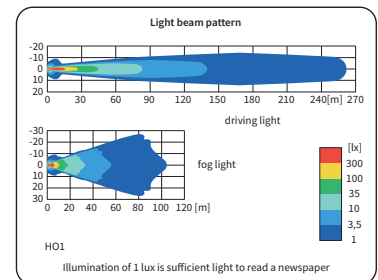 Light beam pattern
-20
-10
0
10
20
0 30 60 90 120 150 180 210 240[m] 270
driving light
-30
-20
-10
0
10
20
30
0 20 40 60 80 100 120 [m]
fog light
[lx]
300
100
35
10
3,5
1
HO1
Illumination of 1 lux is sufficient light to read a newspaper